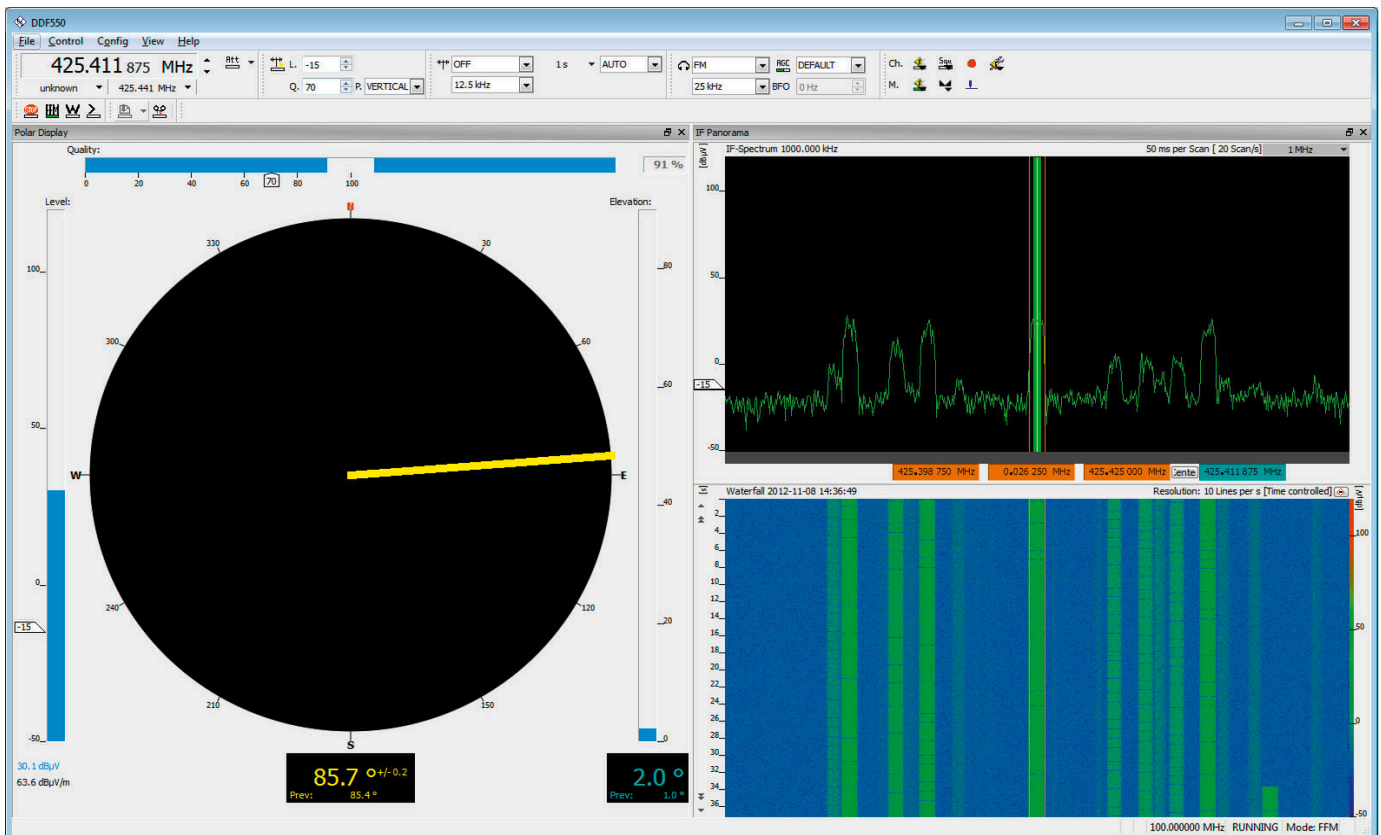 DDF550
File Control Config View Help
425.411 875 MHz Att L. -15 OFF 1 s AUTO FM AGC DEFAULT Ch. Squ
unknown 425.441 MHz Q. 70 P. VERTICAL 12.5 kHz 25 kHz BFO 0 Hz M.
STOP
Polar Display
Quality:
91 %
0 20 40 60 70 80 100
Level:
Elevation:
N
330 30
100 80
300 60
60
-15
50
W E
40
0
240 120
20
-15
210 150
-50 0
S
30.1 dBµV
63.6 dBµV/m
85.7 ° +/- 0.2
Prev: 85.4 °
2.0 °
Prev: 1.0 °
IF Panorama
[dBµV] IF-Spectrum 1000.000 kHz 50 ms per Scan [ 20 Scan/s] 1 MHz
100
50
0
-15
-50
425.398 750 MHz 0.026 250 MHz 425.425 000 MHz Cente 425.411 875 MHz
[s] Waterfall 2012-11-08 14:36:49 Resolution: 10 Lines per s [Time controlled] [dBµV]
2
4
6
8
10
12
14
16
18
20
22
24
26
28
30
32
34
36
100
50
0
-50
100.000000 MHz RUNNING Mode: FFM